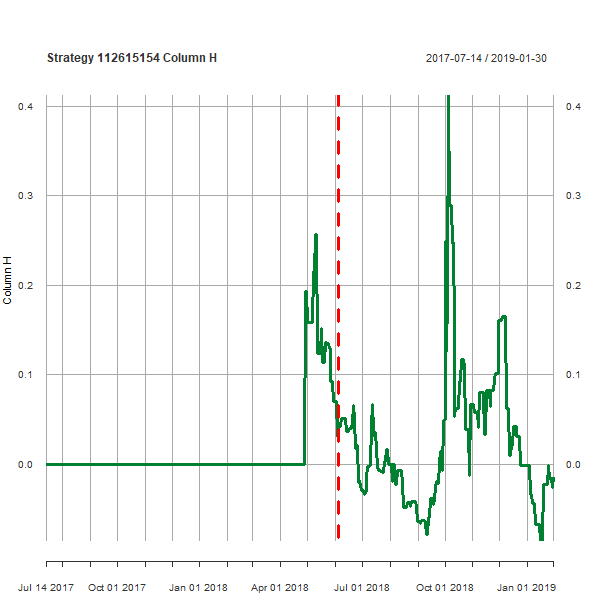 Strategy 112615154 Column H
2017-07-14 / 2019-01-30
0.4
0.4
0.3
0.3
0.2
0.2
0.1
0.1
0.0
0.0
Column H
Jul 14 2017
Oct 01 2017
Jan 01 2018
Apr 01 2018
Jul 01 2018
Oct 01 2018
Jan 01 2019